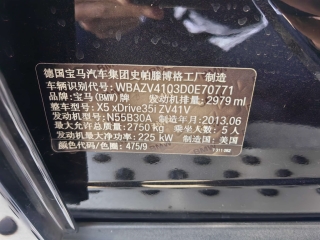 德国宝马汽车集团史帕滕博格工厂制造
车辆识别代号: WBAZV4103D0E70771
品牌: 宝马(BMW)牌 发动机排量: 2979 ml
整车型号: X5 xDrive35i ZV41V
发动机型号: N55B30A 生产年月: 2013.06
最大允许总质量: 2750 kg 乘坐人数: 5 人
发动机最大净功率: 225 kW 制造国: 美国
颜色代码/色風: 475/9